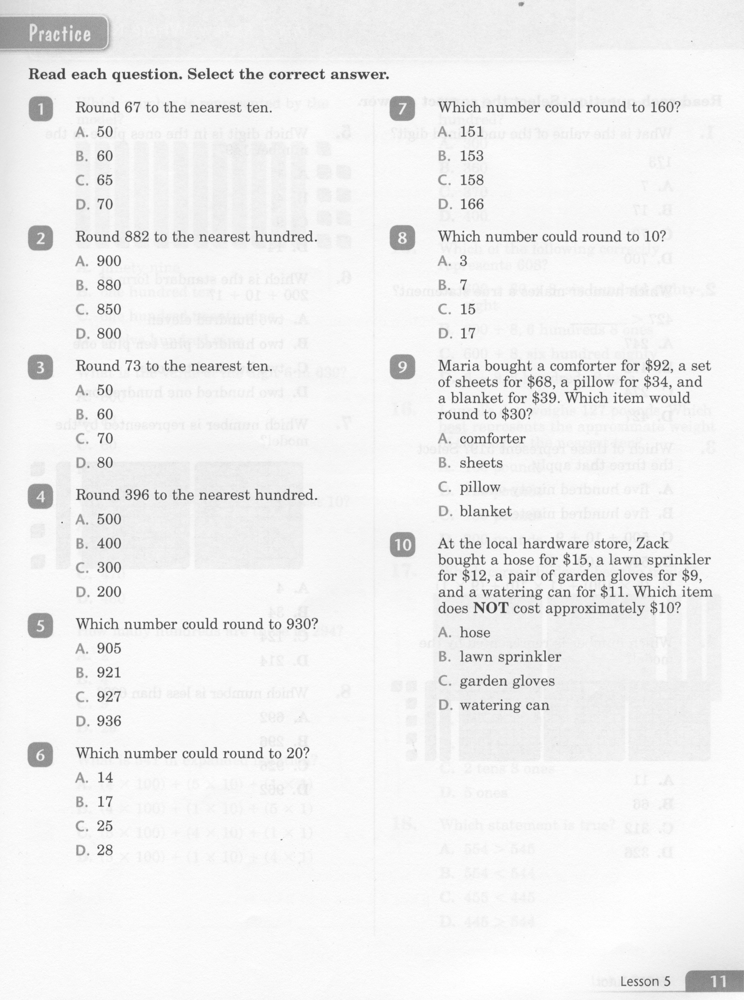 Practice
Read each question. Select the correct answer.
1 Round 67 to the nearest ten.
A. 50
B. 60
C. 65
D. 70
2 Round 882 to the nearest hundred.
A. 900
B. 880
C. 850
D. 800
3 Round 73 to the nearest ten.
A. 50
B. 60
C. 70
D. 80
4 Round 396 to the nearest hundred.
A. 500
B. 400
C. 300
D. 200
5 Which number could round to 930?
A. 905
B. 921
C. 927
D. 936
6 Which number could round to 20?
A. 14
B. 17
C. 25
D. 28
7 Which number could round to 160?
A. 151
B. 153
C. 158
D. 166
8 Which number could round to 10?
A. 3
B. 7
C. 15
D. 17
9 Maria bought a comforter for $92, a set
of sheets for $68, a pillow for $34, and
a blanket for $39. Which item would
round to $30?
A. comforter
B. sheets
C. pillow
D. blanket
10 At the local hardware store, Zack
bought a hose for $15, a lawn sprinkler
for $12, a pair of garden gloves for $9,
and a watering can for $11. Which item
does NOT cost approximately $10?
A. hose
B. lawn sprinkler
C. garden gloves
D. watering can
Lesson 5 11